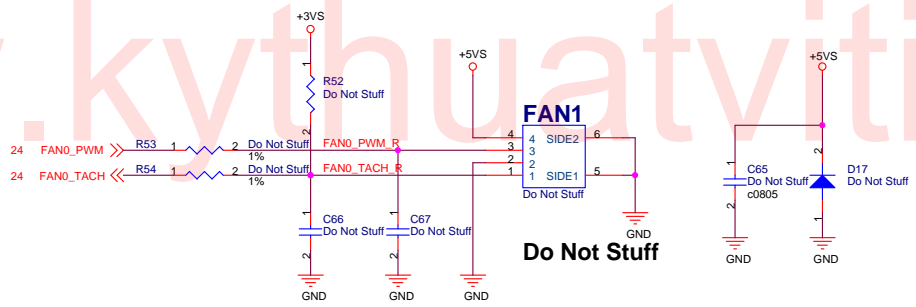 .kythuatviti
+3VS
1
R52
Do Not Stuff
2
+5VS
FAN1
4 4 SIDE2 6
3 3
2 2
1 1 SIDE1 5
Do Not Stuff
24 FAN0_PWM R53 1 2 Do Not Stuff FAN0_PWM_R
1%
24 FAN0_TACH R54 1 2 Do Not Stuff FAN0_TACH_R
1%
1
C66
Do Not Stuff
2
GND
1
C67
Do Not Stuff
2
GND
GND
GND
Do Not Stuff
+5VS
1
C65
Do Not Stuff
c0805
2
GND
2
D17
Do Not Stuff
1
GND